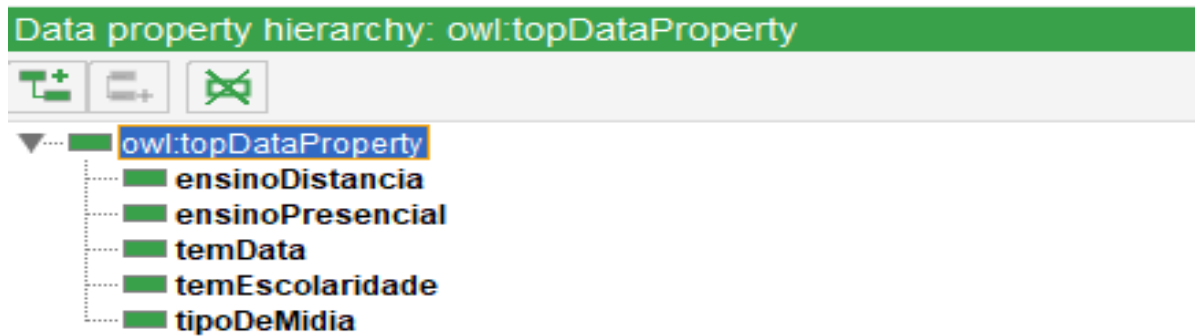 Data property hierarchy: owl:topDataProperty
owl:topDataProperty
ensinoDistancia
ensinoPresencial
temData
temEscolaridade
tipoDeMidia